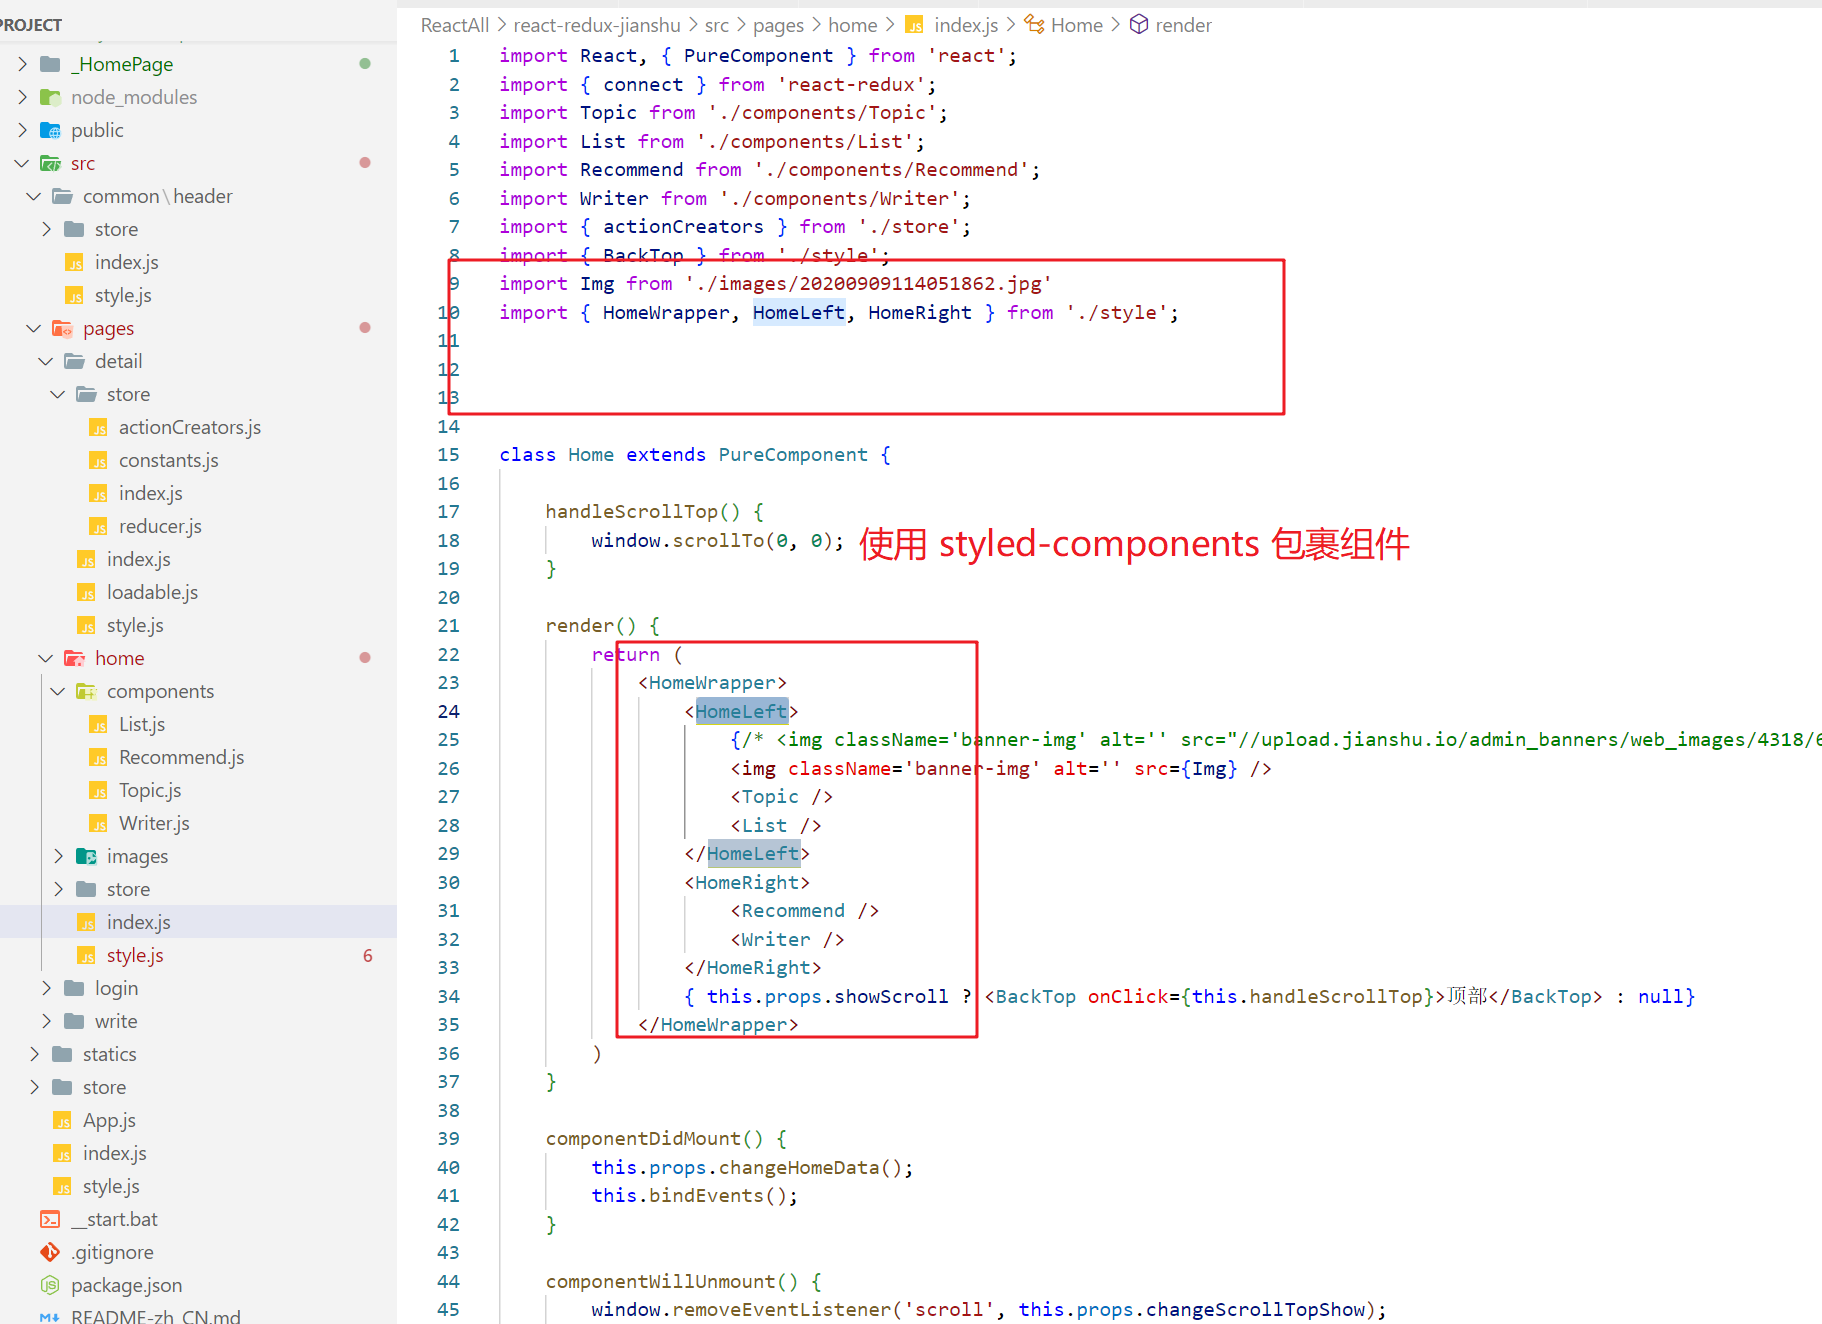 PROJECT
_HomePage
node_modules
public
src
common\header
store
index.js
style.js
pages
detail
store
actionCreators.js
constants.js
index.js
reducer.js
index.js
loadable.js
style.js
home
components
List.js
Recommend.js
Topic.js
Writer.js
images
store
index.js
style.js 6
login
write
statics
store
App.js
index.js
style.js
__start.bat
.gitignore
package.json
README-zh_CN.md
ReactAll > react-redux-jianshu > src > pages > home > JS index.js > Home > render
1 import React, { PureComponent } from 'react';
2 import { connect } from 'react-redux';
3 import Topic from './components/Topic';
4 import List from './components/List';
5 import Recommend from './components/Recommend';
6 import Writer from './components/Writer';
7 import { actionCreators } from './store';
8 import { BackTop } from './style';
9 import Img from './images/20200909114051862.jpg'
10 import { HomeWrapper, HomeLeft, HomeRight } from './style';
11
12
13
14
15 class Home extends PureComponent {
16
17 handleScrollTop() {
18 window.scrollTo(0, 0); 使用 styled-components 包裹组件
19 }
20
21 render() {
22 return (
23 <HomeWrapper>
24 <HomeLeft>
25 {/* <img className='banner-img' alt='' src="//upload.jianshu.io/admin_banners/web_images/4318/
26 <img className='banner-img' alt='' src={Img} />
27 <Topic />
28 <List />
29 </HomeLeft>
30 <HomeRight>
31 <Recommend />
32 <Writer />
33 </HomeRight>
34 { this.props.showScroll ? <BackTop onClick={this.handleScrollTop}>顶部</BackTop> : null}
35 </HomeWrapper>
36 )
37 }
38
39 componentDidMount() {
40 this.props.changeHomeData();
41 this.bindEvents();
42 }
43
44 componentWillUnmount() {
45 window.removeEventListener('scroll', this.props.changeScrollTopShow);